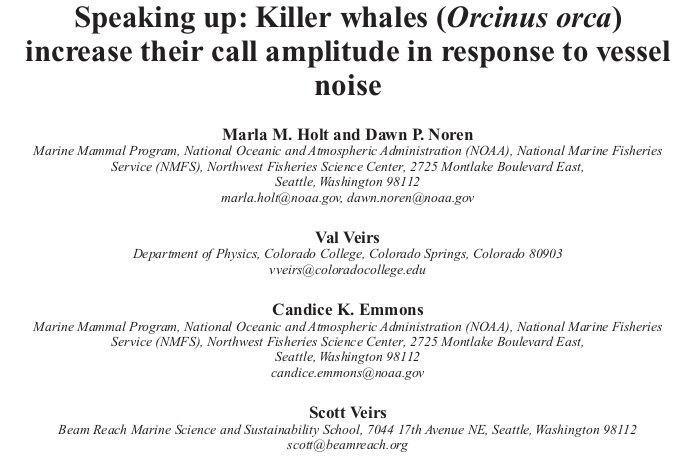 Speaking up: Killer whales (Orcinus orca)
increase their call amplitude in response to vessel
noise
Marla M. Holt and Dawn P. Noren
Marine Mammal Program, National Oceanic and Atmospheric Administration (NOAA), National Marine Fisheries
Service (NMFS), Northwest Fisheries Science Center, 2725 Montlake Boulevard East,
Seattle, Washington 98112
marla.holt@noaa.gov, dawn.noren@noaa.gov
Val Veirs
Department of Physics, Colorado College, Colorado Springs, Colorado 80903
vveirs@coloradocollege.edu
Candice K. Emmons
Marine Mammal Program, National Oceanic and Atmospheric Administration (NOAA), National Marine Fisheries
Service (NMFS), Northwest Fisheries Science Center, 2725 Montlake Boulevard East,
Seattle, Washington 98112
candice.emmons@noaa.gov
Scott Veirs
Beam Reach Marine Science and Sustainability School, 7044 17th Avenue NE, Seattle, Washington 98112
scott@beamreach.org